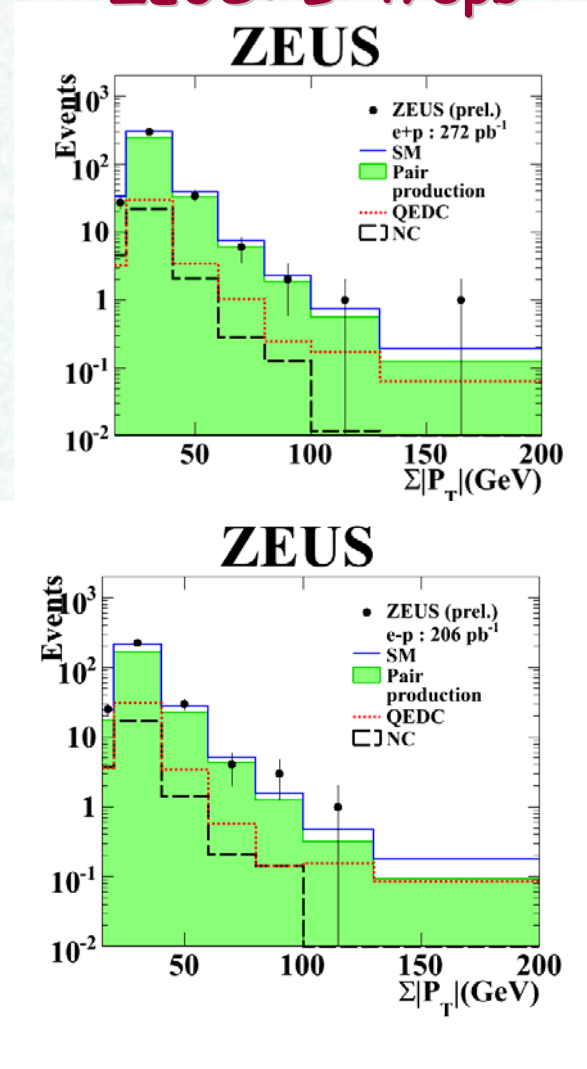 ZEUS
Events
10³
10²
10
1
10⁻¹
10⁻²
ZEUS (prel.)
e+p : 272 pb⁻¹
SM
Pair
production
QEDC
NC
50
100
150
200
Σ|P_T|(GeV)
ZEUS
Events
10³
10²
10
1
10⁻¹
10⁻²
ZEUS (prel.)
e-p : 206 pb⁻¹
SM
Pair
production
QEDC
NC
50
100
150
200
Σ|P_T|(GeV)